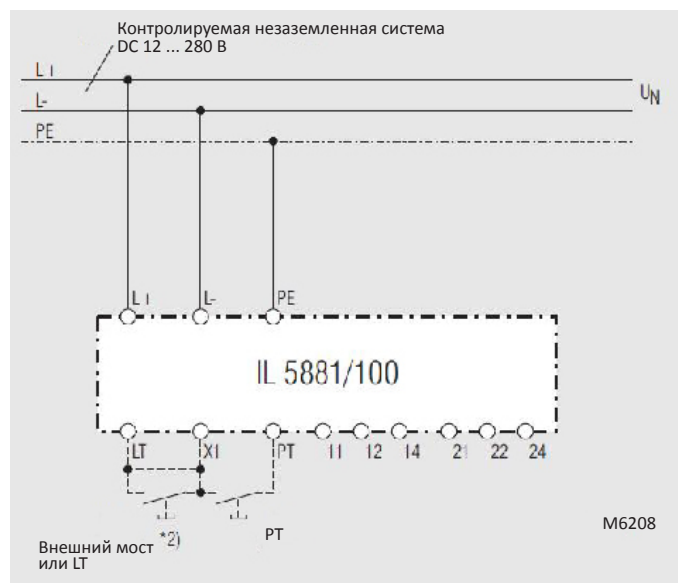 Контролируемая незаземленная система
DC 12 ... 280 В
L+
L-
UN
PE
L+ L- PE
IL 5881/100
LT X1 PT 11 12 14 21 22 24
*2) PT
M6208
Внешний мост
или LT